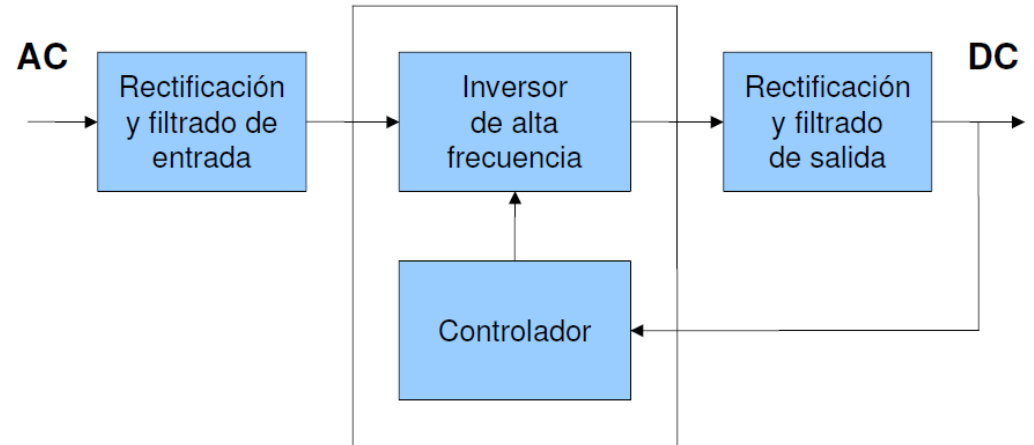 AC
Rectificación
y filtrado de
entrada
Inversor
de alta
frecuencia
Rectificación
y filtrado
de salida
DC
Controlador